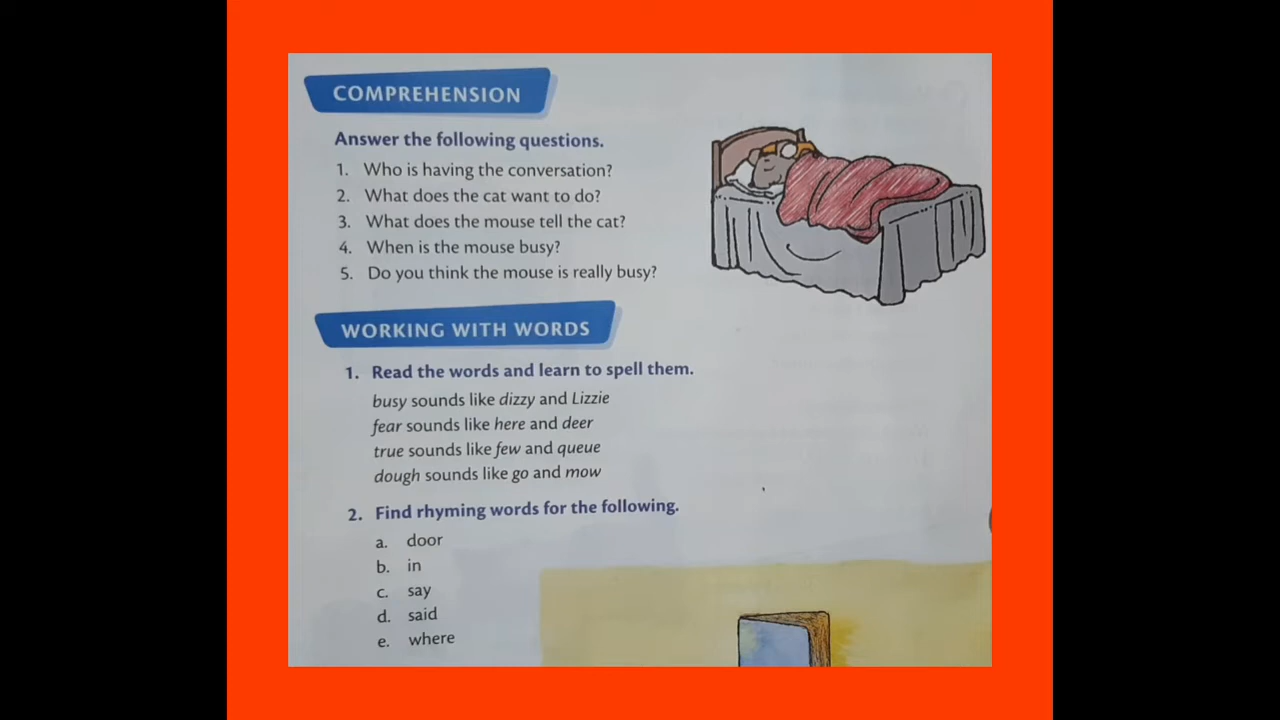 COMPREHENSION
Answer the following questions.
1. Who is having the conversation?
2. What does the cat want to do?
3. What does the mouse tell the cat?
4. When is the mouse busy?
5. Do you think the mouse is really busy?
WORKING WITH WORDS
1. Read the words and learn to spell them.
busy sounds like dizzy and Lizzie
fear sounds like here and deer
true sounds like few and queue
dough sounds like go and mow
2. Find rhyming words for the following.
a. door
b. in
c. say
d. said
e. where